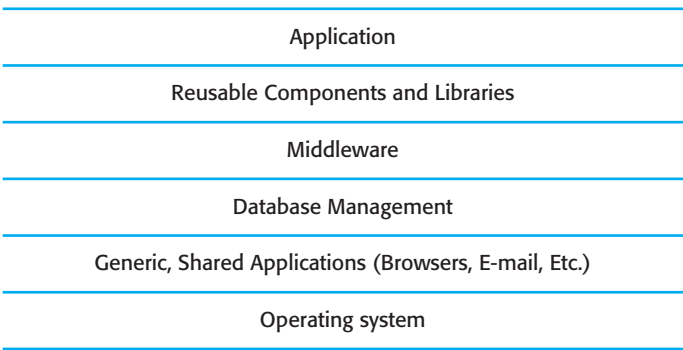 Application
Reusable Components and Libraries
Middleware
Database Management
Generic, Shared Applications (Browsers, E-mail, Etc.)
Operating system